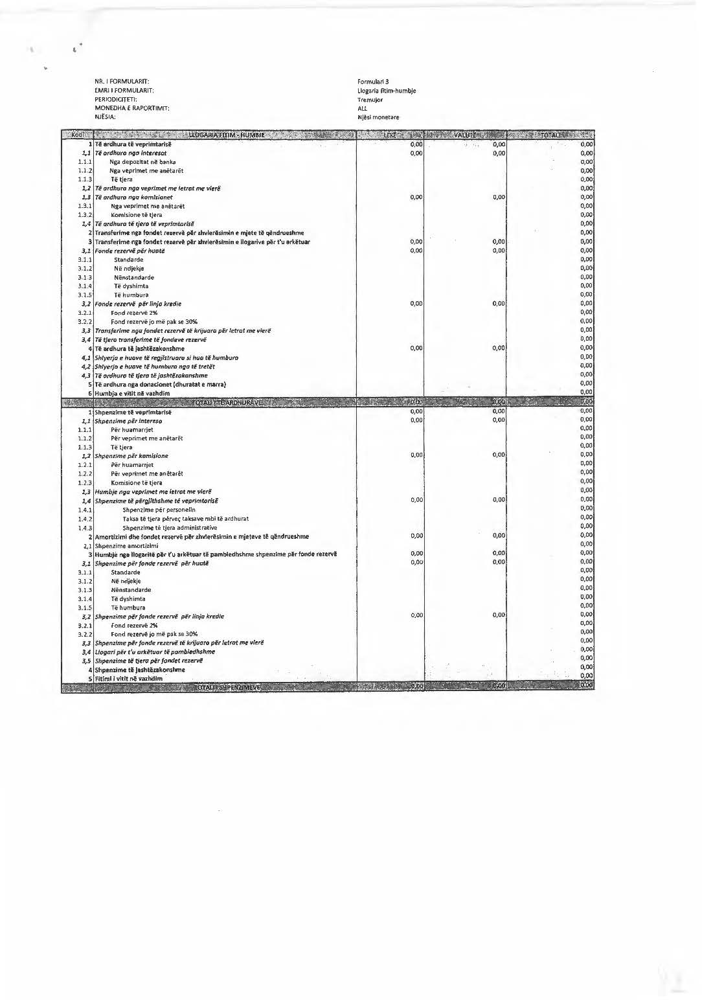 NR. I FORMULARIT: Formulari 3
EMRI I FORMULARIT: Llogaria fitim-humbje
PERIODICITETI: Tremujor
MONEDHA E RAPORTIMIT: ALL
NJËSIA: Njësi monetare
Kodi LLOGARIA FITIM - HUMBJE LEKË VALUTË TOTALI
1 Të ardhura të veprimtarisë 0,00 0,00 0,00
1,1 Të ardhura nga interesat 0,00 0,00 0,00
1.1.1 Nga depozitat në banka 0,00
1.1.2 Nga veprimet me anëtarët 0,00
1.1.3 Të tjera 0,00
1,2 Të ardhura nga veprimet me letrat me vlerë 0,00
1,3 Të ardhura nga komisionet 0,00 0,00 0,00
1.3.1 Nga veprimet me anëtarët 0,00
1.3.2 Komisione të tjera 0,00
1,4 Të ardhura të tjera të veprimtarisë 0,00
2 Transferime nga fondet rezervë për zhvlerësimin e mjete të qëndrueshme 0,00
3 Transferime nga fondet rezervë për zhvlerësimin e llogarive për t'u arkëtuar 0,00 0,00 0,00
3,1 Fonde rezervë për huatë 0,00 0,00 0,00
3.1.1 Standarde 0,00
3.1.2 Në ndjekje 0,00
3.1.3 Nënstandarde 0,00
3.1.4 Të dyshimta 0,00
3.1.5 Të humbura 0,00
3,2 Fonde rezervë për linja kredie 0,00 0,00 0,00
3.2.1 Fond rezervë 2% 0,00
3.2.2 Fond rezervë jo më pak se 30% 0,00
3,3 Transferime nga fondet rezervë të krijuara për letrat me vlerë 0,00
3,4 Të tjera transferime të fondeve rezervë 0,00
4 Të ardhura të jashtëzakonshme 0,00 0,00 0,00
4,1 Shlyerja e huave të regjistruara si hua të humbura 0,00
4,2 Shlyerja e huave të humbura nga të tretët 0,00
4,3 Të ardhura të tjera të jashtëzakonshme 0,00
5 Të ardhura nga donacionet (dhuratat e marra) 0,00
6 Humbja e vitit në vazhdim 0,00
TOTALI I TË ARDHURAVE 0,00 0,00 0,00
1 Shpenzime të veprimtarisë 0,00 0,00 0,00
1,1 Shpenzime për interesa 0,00 0,00 0,00
1.1.1 Për huamarrjet 0,00
1.1.2 Për veprimet me anëtarët 0,00
1.1.3 Të tjera 0,00
1,2 Shpenzime për komisione 0,00 0,00 0,00
1.2.1 Për huamarrjet 0,00
1.2.2 Për veprimet me anëtarët 0,00
1.2.3 Komisione të tjera 0,00
1,3 Humbje nga veprimet me letrat me vlerë 0,00
1,4 Shpenzime të përgjithshme të veprimtarisë 0,00 0,00 0,00
1.4.1 Shpenzime për personelin 0,00
1.4.2 Taksa të tjera përveç taksave mbi të ardhurat 0,00
1.4.3 Shpenzime të tjera administrative 0,00
2 Amortizimi dhe fondet rezervë për zhvlerësimin e mjeteve të qëndrueshme 0,00 0,00 0,00
2,1 Shpenzime amortizimi 0,00
3 Humbje nga llogaritë për t'u arkëtuar të pambledhshme shpenzime për fonde rezervë 0,00 0,00 0,00
3,1 Shpenzime për fonde rezervë për huatë 0,00 0,00 0,00
3.1.1 Standarde 0,00
3.1.2 Në ndjekje 0,00
3.1.3 Nënstandarde 0,00
3.1.4 Të dyshimta 0,00
3.1.5 Të humbura 0,00
3,2 Shpenzime për fonde rezervë për linja kredie 0,00 0,00 0,00
3.2.1 Fond rezervë 2% 0,00
3.2.2 Fond rezervë jo më pak se 30% 0,00
3,3 Shpenzime për fonde rezervë të krijuara për letrat me vlerë 0,00
3,4 Llogari për t'u arkëtuar të pambledhshme 0,00
3,5 Shpenzime të tjera për fondet rezervë 0,00
4 Shpenzime të jashtëzakonshme 0,00
5 Fitimi i vitit në vazhdim 0,00
TOTALI I SHPENZIMEVE 0,00 0,00 0,00